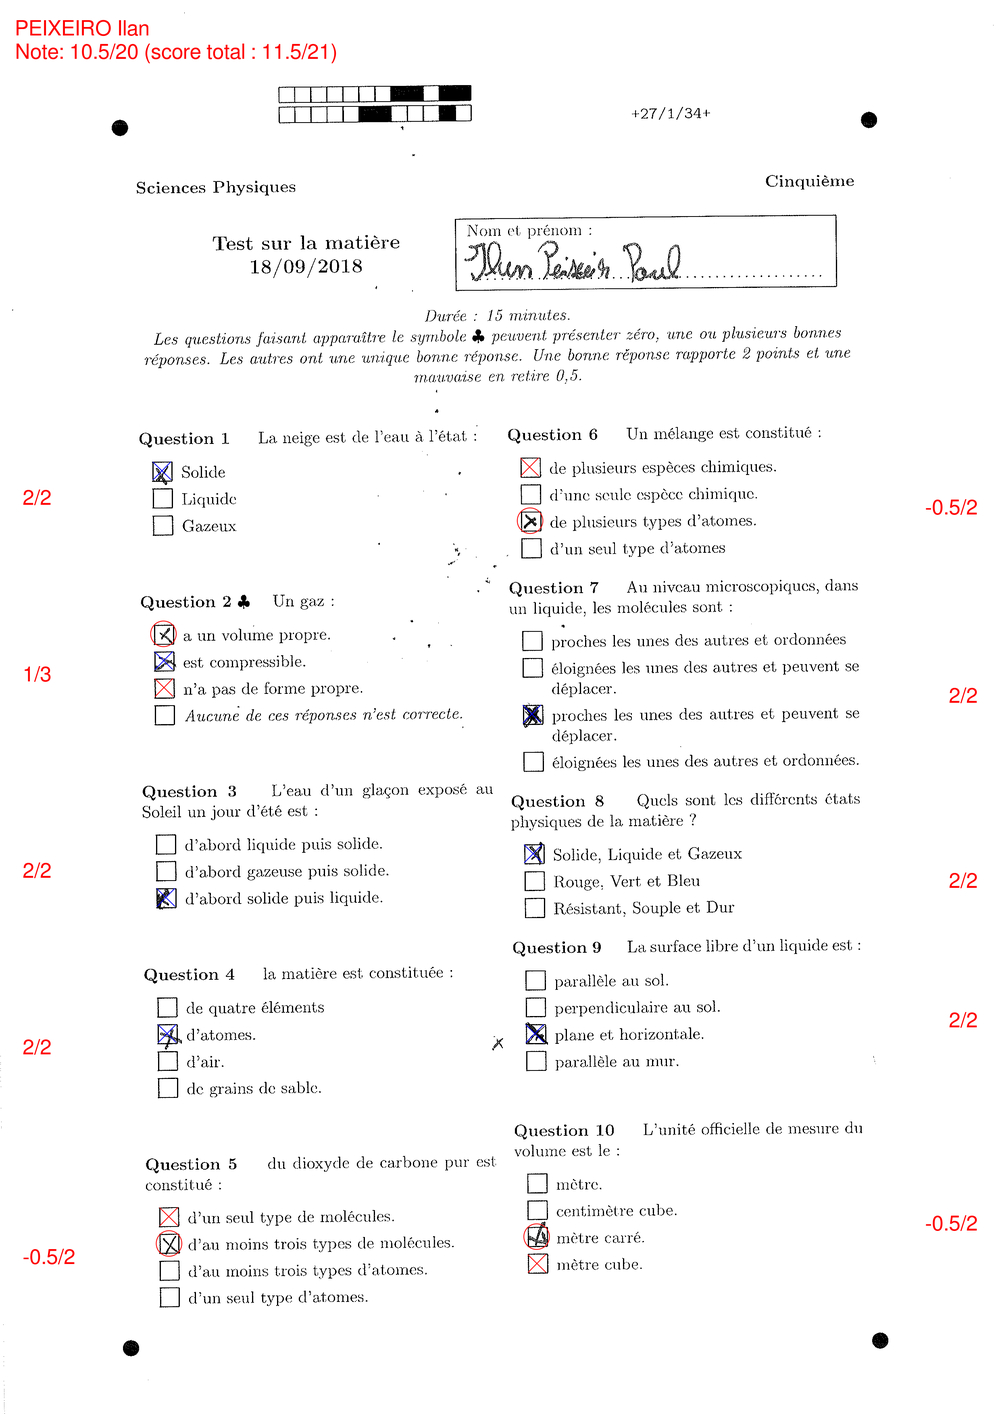 PEIXEIRO Ilan
Note: 10.5/20 (score total : 11.5/21)
+27/1/34+
Sciences Physiques
Cinquième
Test sur la matière
18/09/2018
Nom et prénom :
Ilan Peixeiro Paul
Durée : 15 minutes.
Les questions faisant apparaître le symbole ♣ peuvent présenter zéro, une ou plusieurs bonnes
réponses. Les autres ont une unique bonne réponse. Une bonne réponse rapporte 2 points et une
mauvaise en retire 0,5.
Question 1 La neige est de l'eau à l'état :
Solide
2/2
Liquide
Gazeux
Question 2 ♣ Un gaz :
a un volume propre.
est compressible.
1/3
n'a pas de forme propre.
Aucune de ces réponses n'est correcte.
Question 3 L'eau d'un glaçon exposé au
Soleil un jour d'été est :
d'abord liquide puis solide.
2/2
d'abord gazeuse puis solide.
d'abord solide puis liquide.
Question 4 la matière est constituée :
de quatre éléments
d'atomes.
2/2
d'air.
de grains de sable.
Question 5 du dioxyde de carbone pur est
constitué :
d'un seul type de molécules.
d'au moins trois types de molécules.
-0.5/2
d'au moins trois types d'atomes.
d'un seul type d'atomes.
Question 6 Un mélange est constitué :
de plusieurs espèces chimiques.
d'une seule espèce chimique.
-0.5/2
de plusieurs types d'atomes.
d'un seul type d'atomes
Question 7 Au niveau microscopique, dans
un liquide, les molécules sont :
proches les unes des autres et ordonnées
éloignées les unes des autres et peuvent se
déplacer.
2/2
proches les unes des autres et peuvent se
déplacer.
éloignées les unes des autres et ordonnées.
Question 8 Quels sont les différents états
physiques de la matière ?
Solide, Liquide et Gazeux
2/2
Rouge, Vert et Bleu
Résistant, Souple et Dur
Question 9 La surface libre d'un liquide est :
parallèle au sol.
perpendiculaire au sol.
2/2
plane et horizontale.
parallèle au mur.
Question 10 L'unité officielle de mesure du
volume est le :
mètre.
centimètre cube.
-0.5/2
mètre carré.
mètre cube.